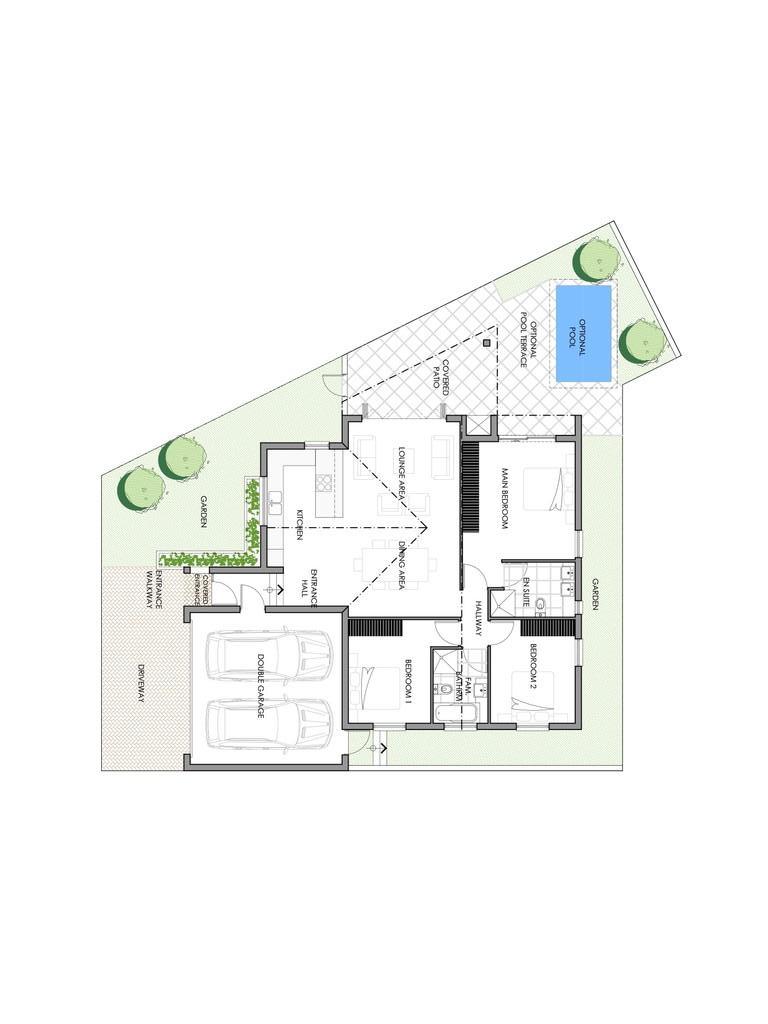 OPTIONAL
POOL
OPTIONAL
POOL TERRACE
COVERED
PATIO
LOUNGE AREA
MAIN BEDROOM
GARDEN
KITCHEN
DINING AREA
ENTRANCE
HALL
COVERED
ENTRANCE
ENTRANCE
WALKWAY
EN SUITE
GARDEN
HALLWAY
DRIVEWAY
DOUBLE GARAGE
BEDROOM 1
FAM.
BATHRM
BEDROOM 2